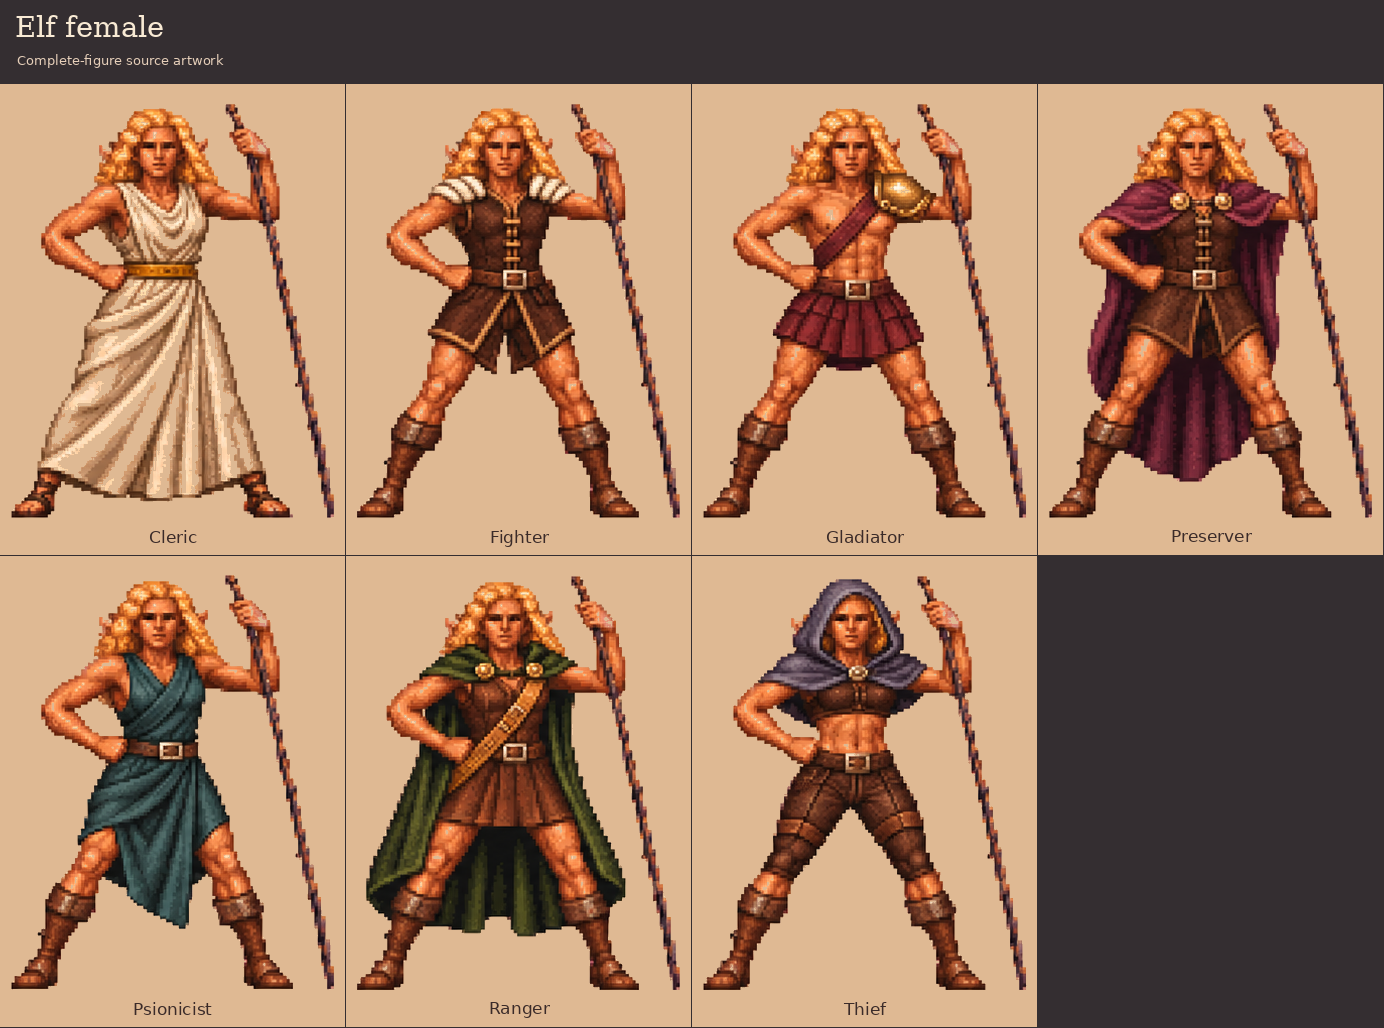 Elf female
Complete-figure source artwork
Cleric
Fighter
Gladiator
Preserver
Psionicist
Ranger
Thief